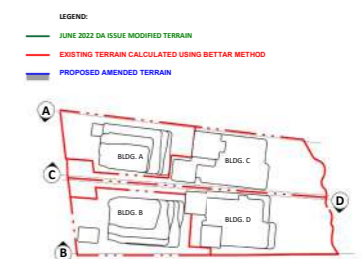 LEGEND:
JUNE 2022 DA ISSUE MODIFIED TERRAIN
EXISTING TERRAIN CALCULATED USING BETTAR METHOD
PROPOSED AMENDED TERRAIN
A
BLDG. A
BLDG. C
C
D
BLDG. B
BLDG. D
B